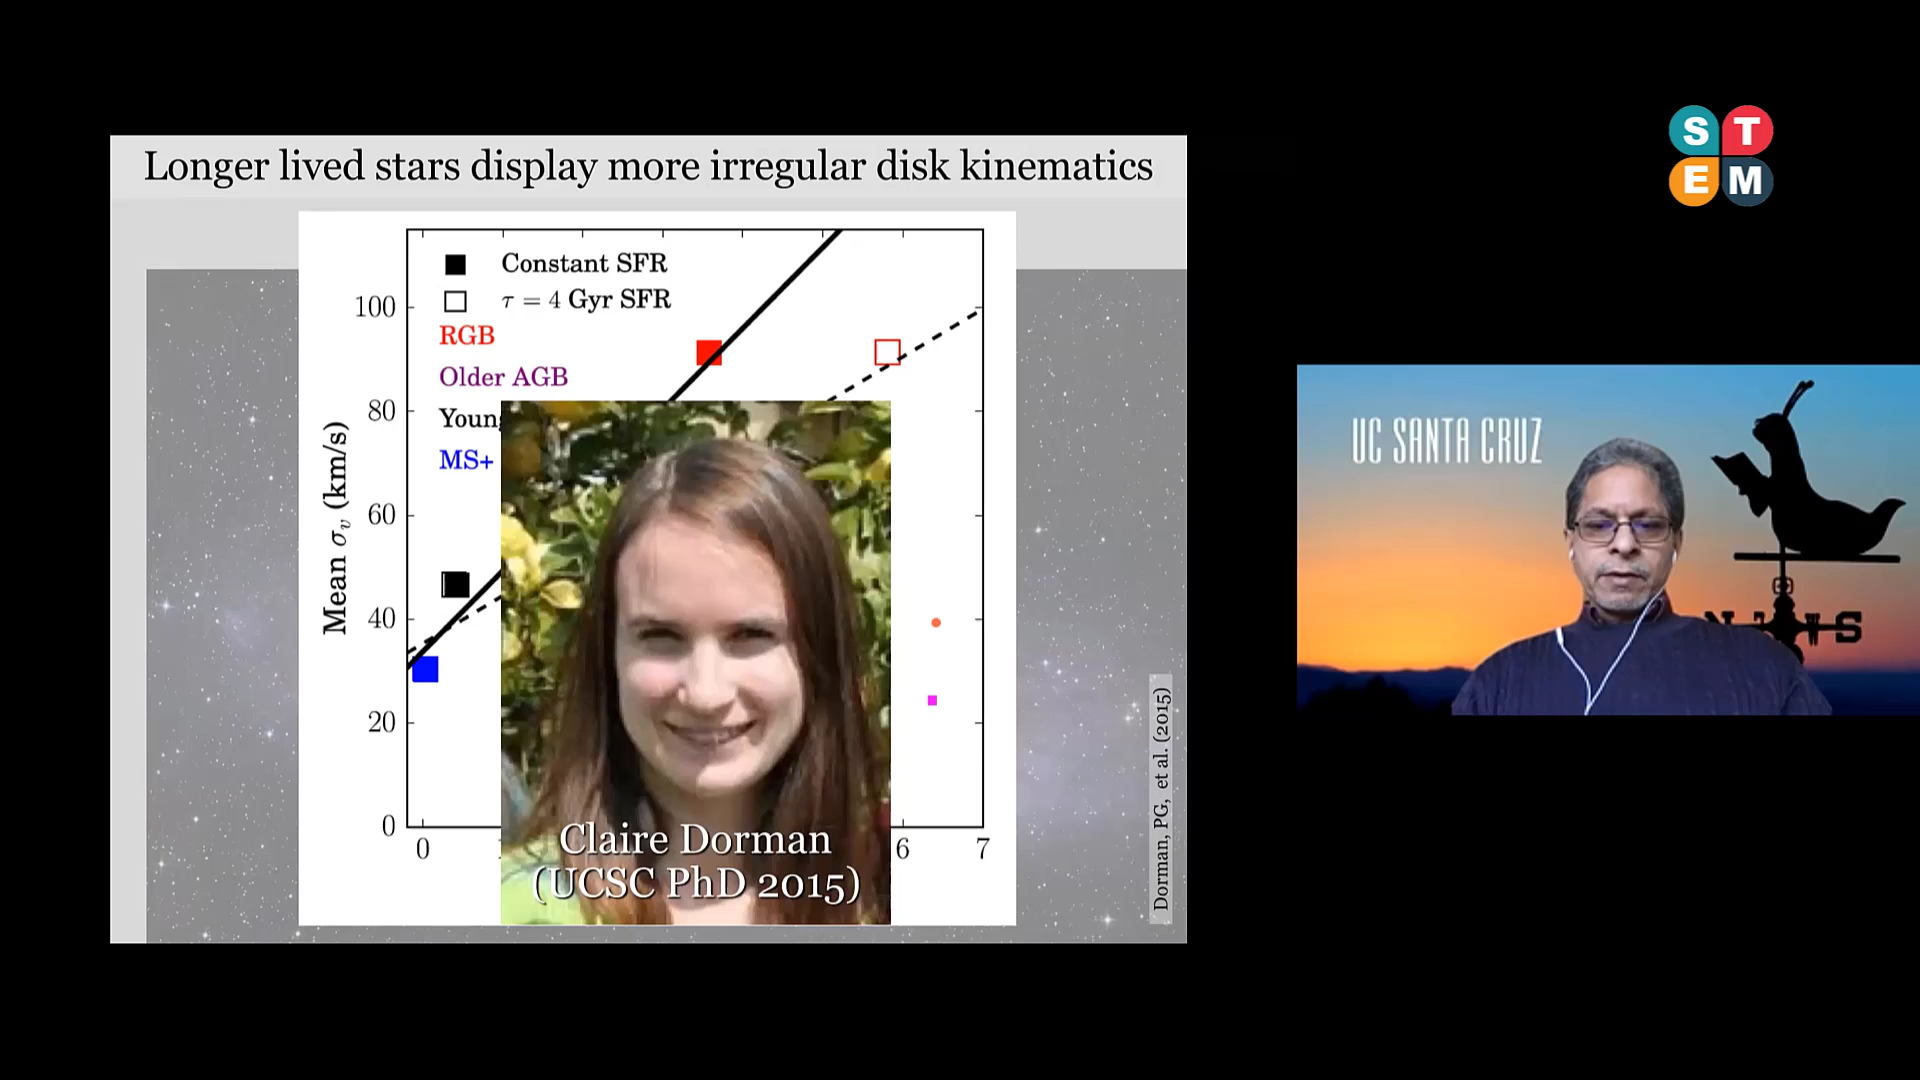 Longer lived stars display more irregular disk kinematics
Constant SFR
τ = 4 Gyr SFR
RGB
Older AGB
Youn
MS+
Mean σv (km/s)
100
80
60
40
20
0
0
6
7
Claire Dorman
(UCSC PhD 2015)
Dorman, PG, et al. (2015)
S T
E M
UC SANTA CRUZ
S